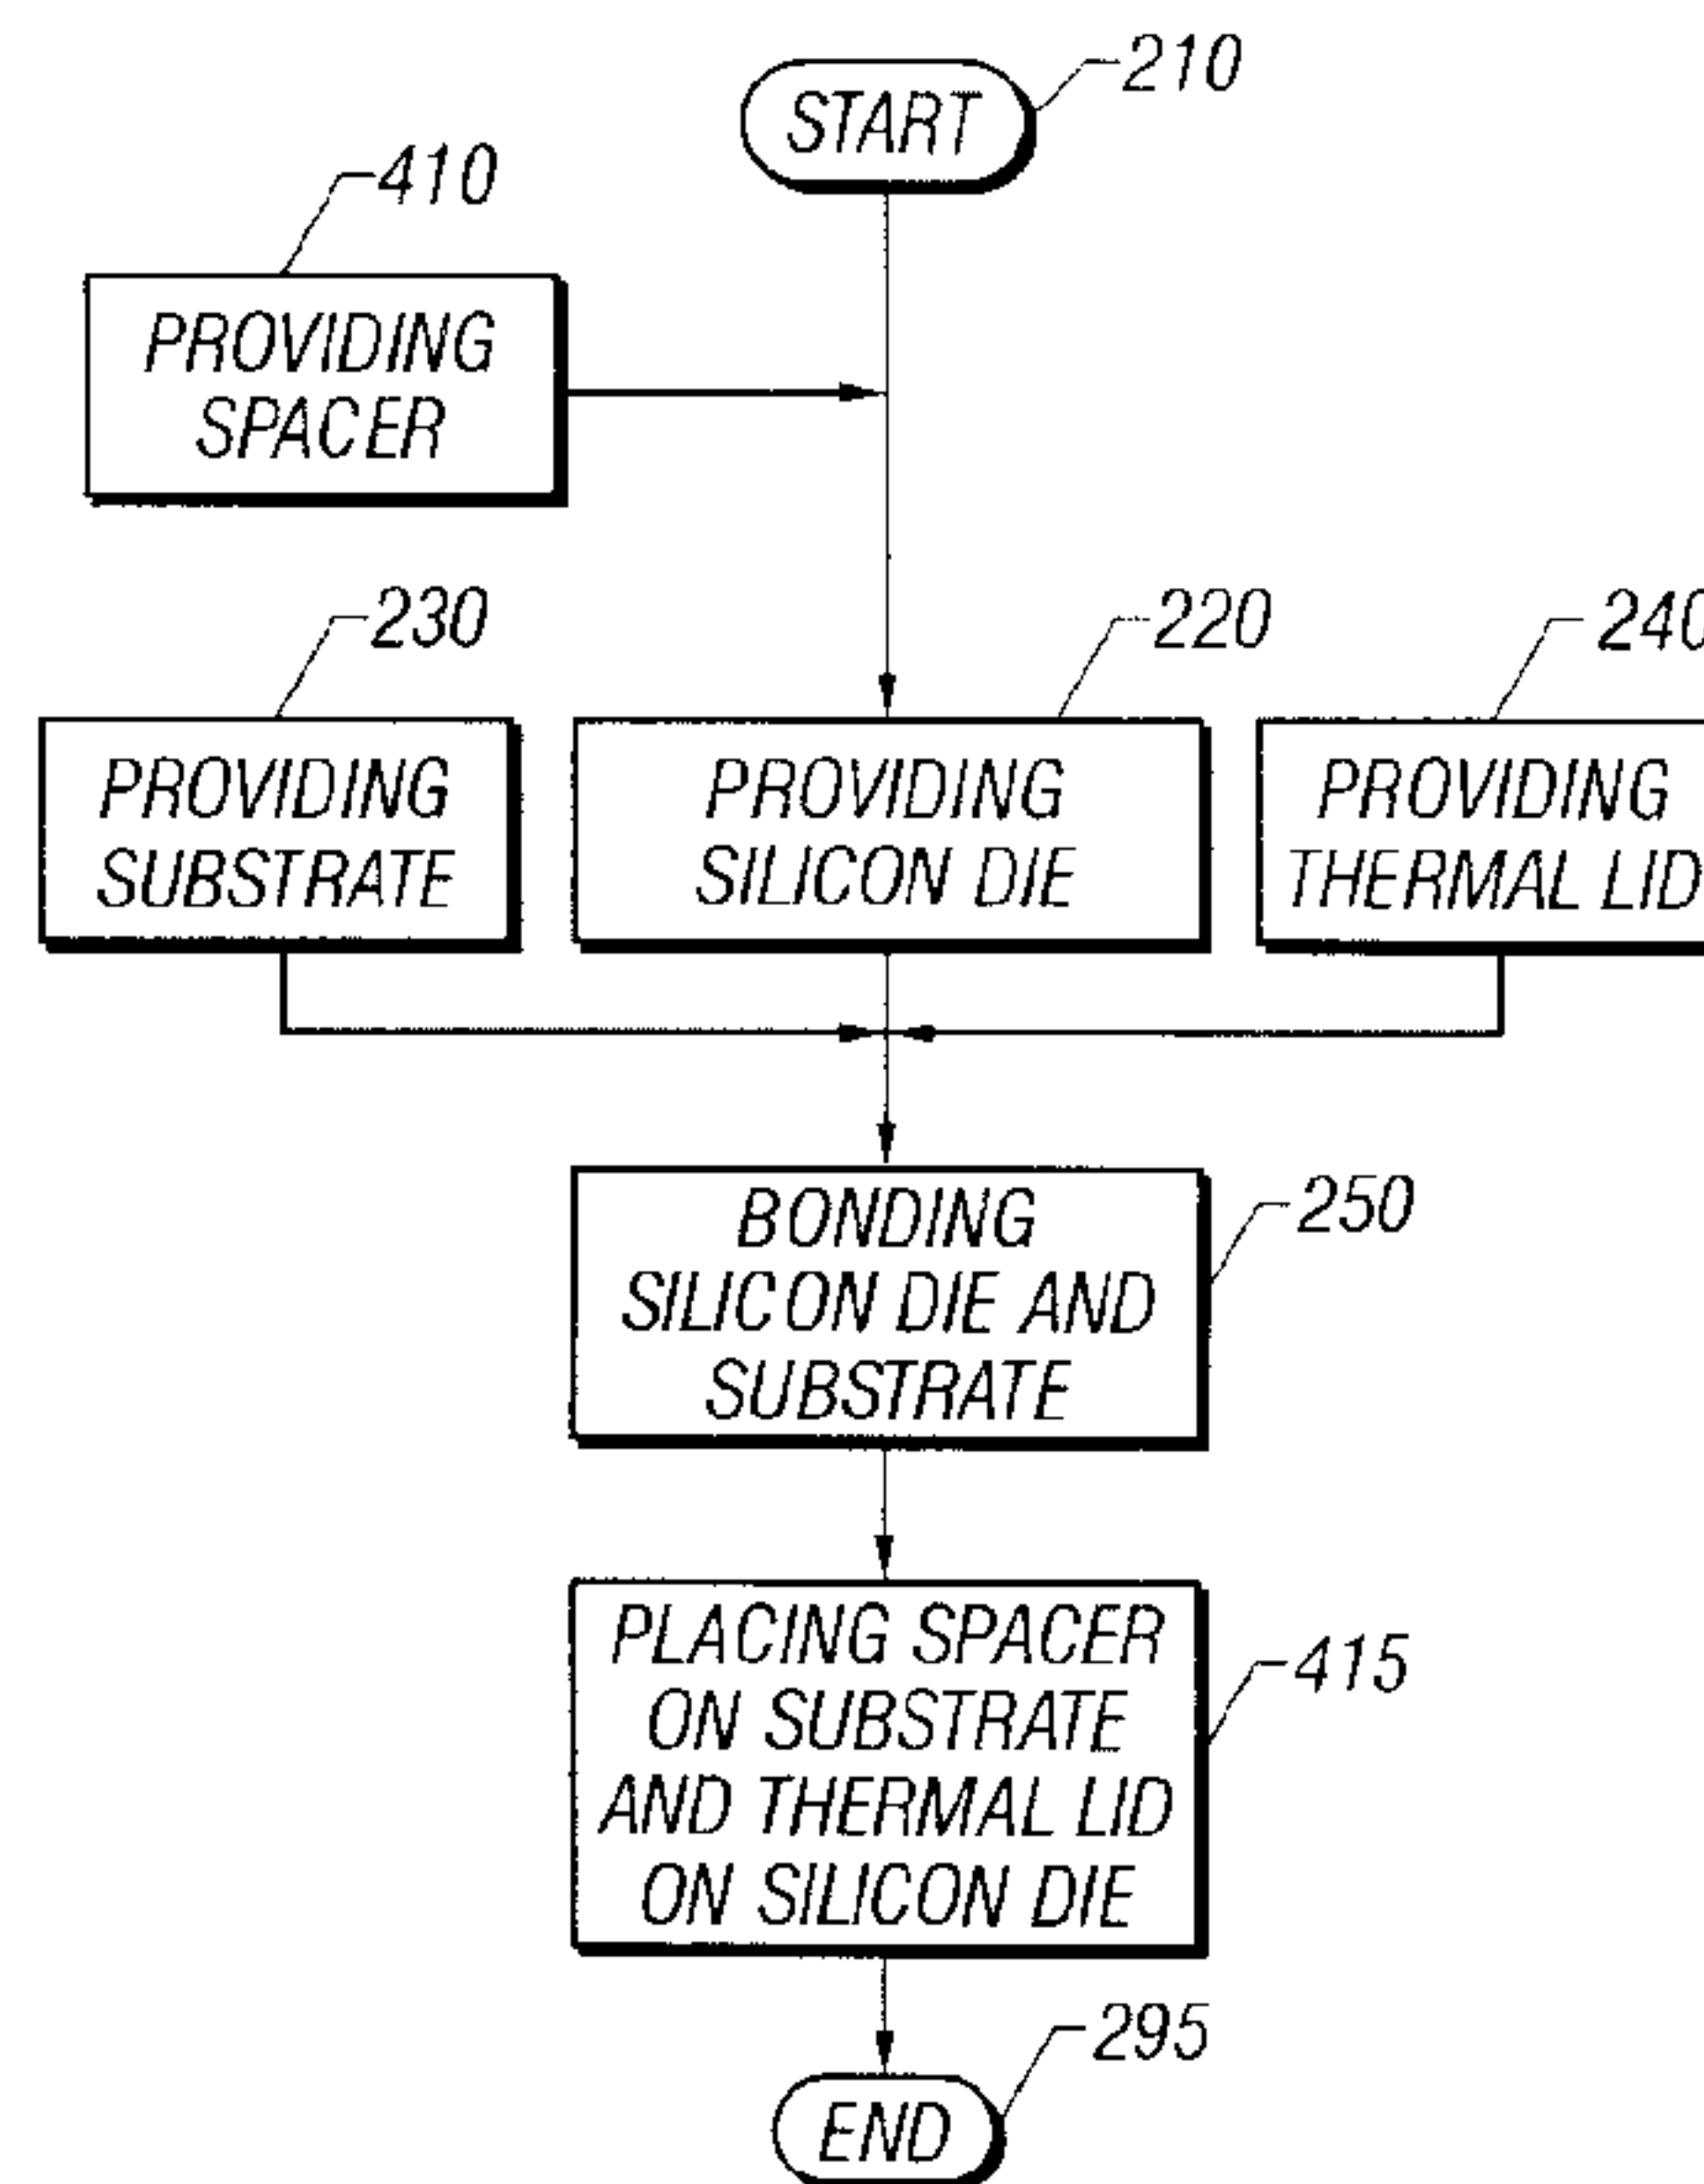 210
START
410
PROVIDING
SPACER
230
220
240
PROVIDING
SUBSTRATE
PROVIDING
SILICON DIE
PROVIDING
THERMAL LID
BONDING
SILICON DIE AND
SUBSTRATE
250
PLACING SPACER
ON SUBSTRATE
AND THERMAL LID
ON SILICON DIE
415
295
END